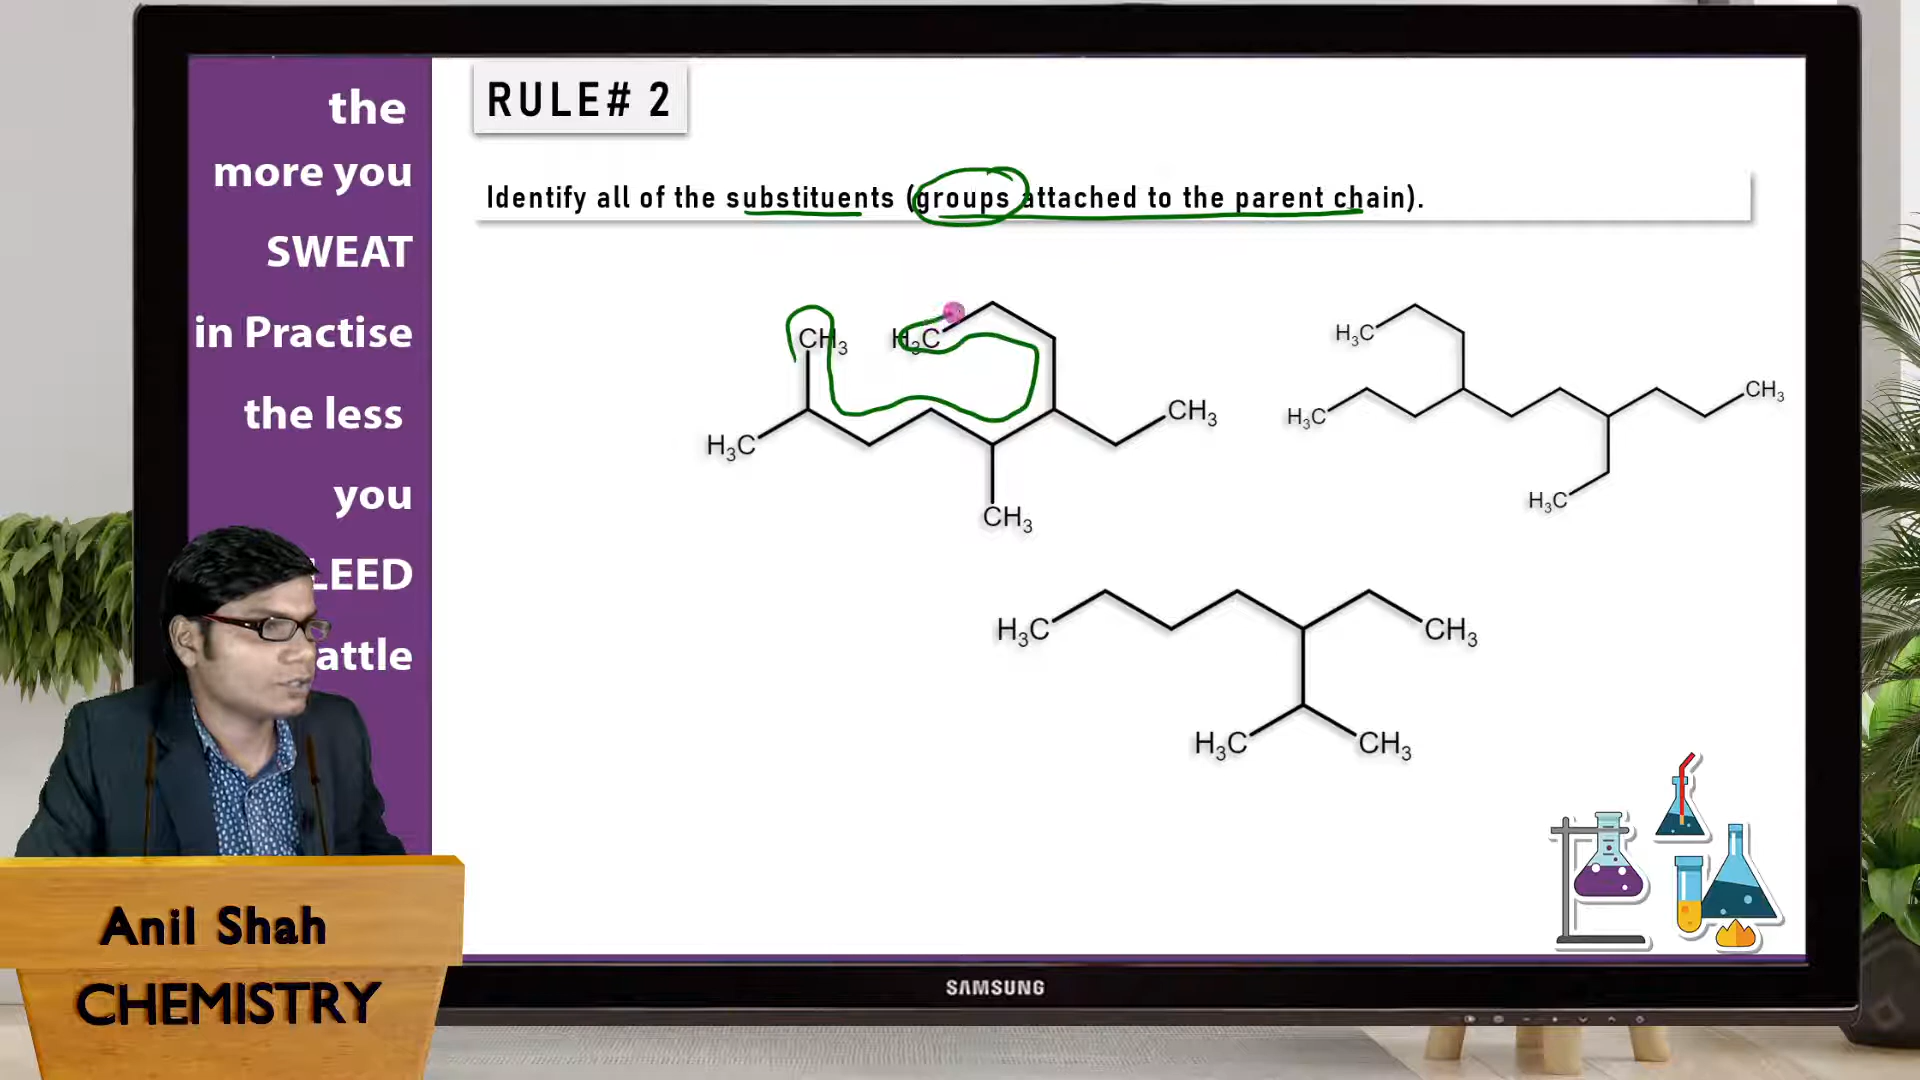 the
more you
SWEAT
in Practise
the less
you
LEED
attle
RULE# 2
Identify all of the substituents (groups attached to the parent chain).
CH₃
H₃C
H₃C
CH₃
CH₃
H₃C
H₃C
CH₃
H₃C
H₃C
CH₃
H₃C
CH₃
Anil Shah
CHEMISTRY
SAMSUNG